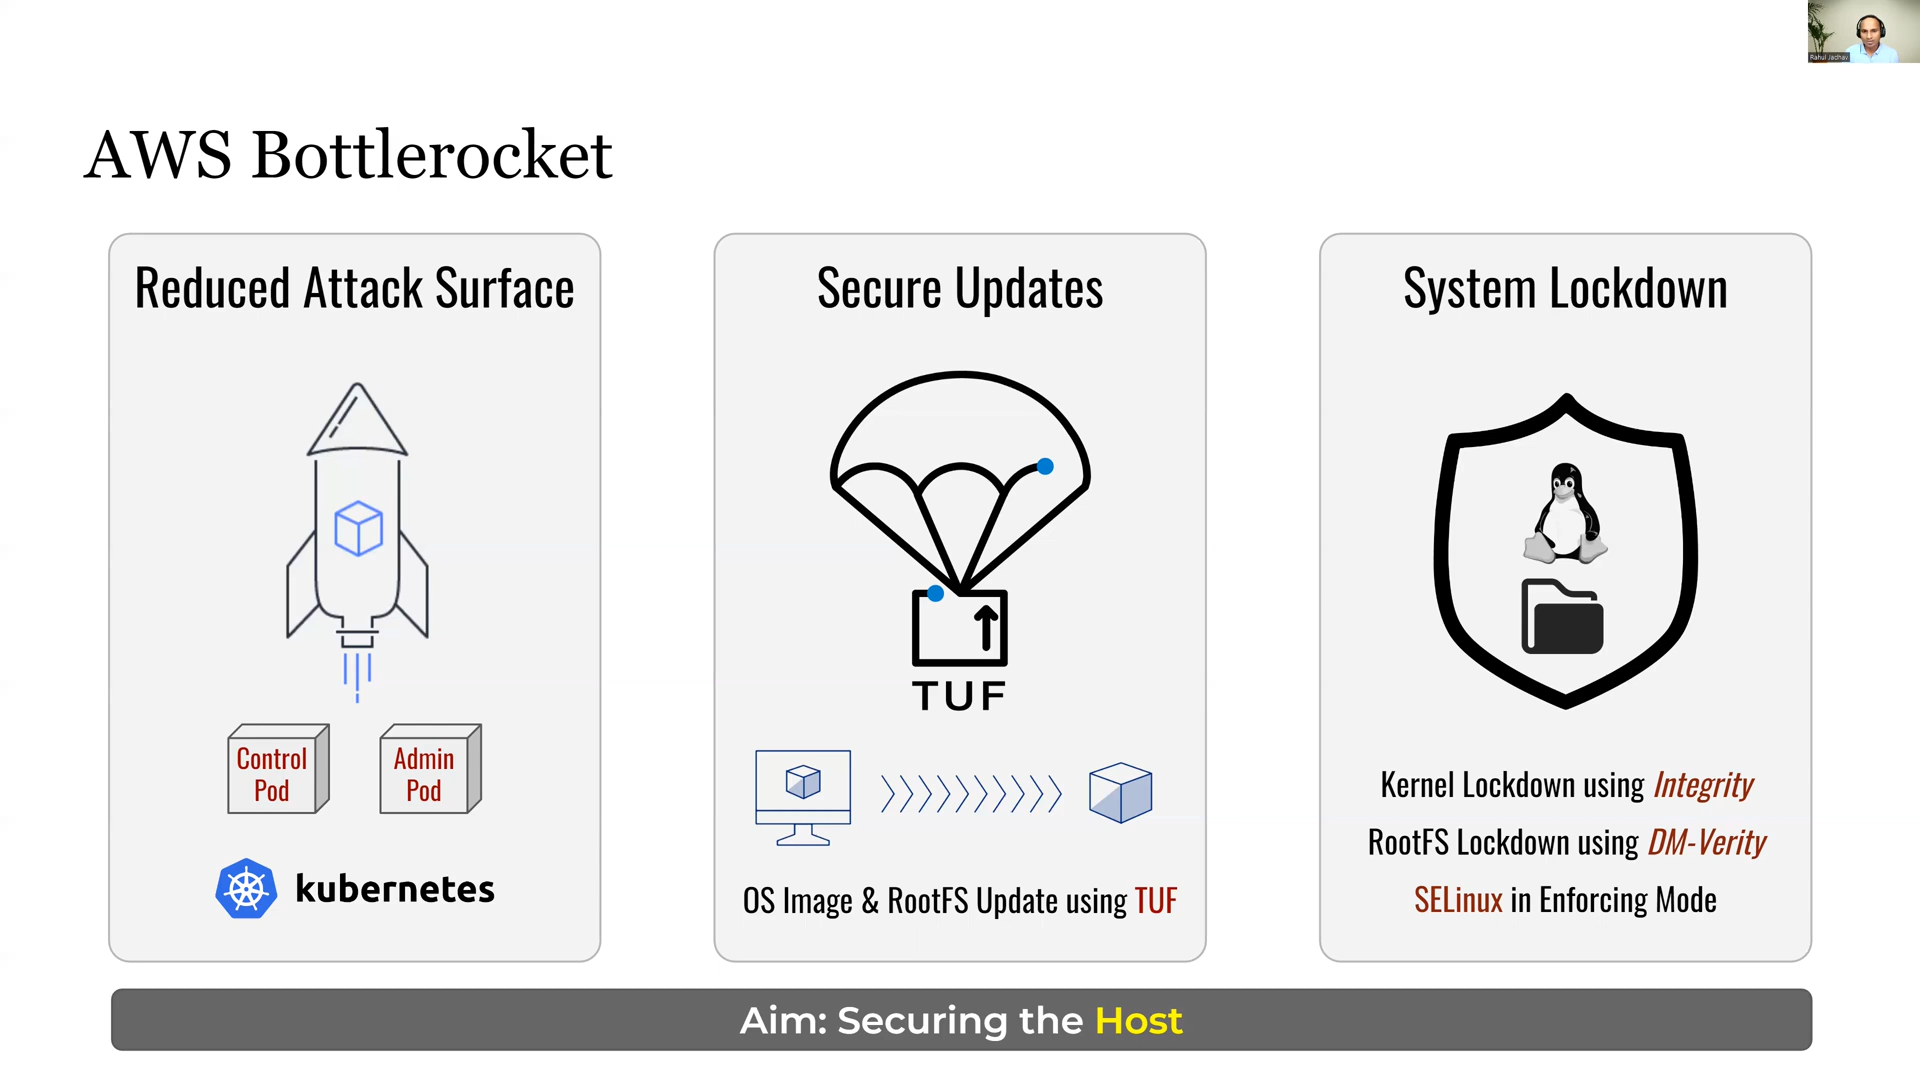 Rahul Jadhav
AWS Bottlerocket
Reduced Attack Surface
Control
Pod
Admin
Pod
kubernetes
Secure Updates
TUF
OS Image & RootFS Update using TUF
System Lockdown
Kernel Lockdown using Integrity
RootFS Lockdown using DM-Verity
SELinux in Enforcing Mode
Aim: Securing the Host